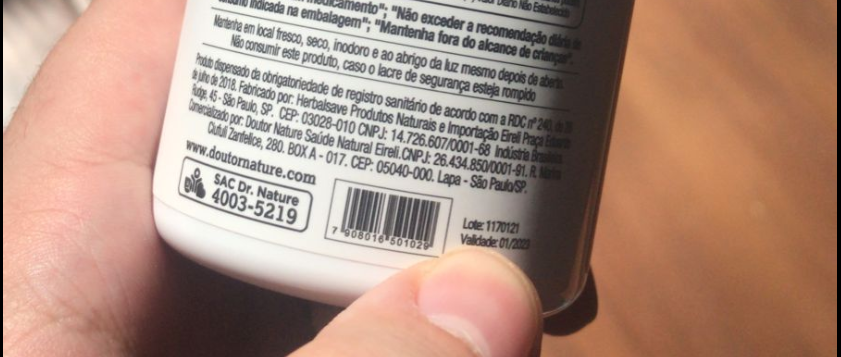 medicamento"; "Não exceder a recomendação diária de
consumo indicada na embalagem"; "Mantenha fora do alcance de crianças".
Mantenha em local fresco, seco, inodoro e ao abrigo da luz mesmo depois de aberto.
Não consumir este produto, caso o lacre de segurança esteja rompido
Produto dispensado da obrigatoriedade de registro sanitário de acordo com a RDC nº 240, de 26
de julho de 2018. Fabricado por: Herbalsave Produtos Naturais e Importação Eireli Praça Eduardo
Rudge, 45 - São Paulo, SP. CEP: 03028-010 CNPJ: 14.726.607/0001-68 Indústria Brasileira
Comercializado por: Doutor Nature Saúde Natural Eireli.CNPJ: 26.434.850/0001-91. R.
Zanfelice, 280. BOX A - 017. CEP: 05040-000. Lapa - São Paulo/SP.
www.doutornature.com
SAC Dr. Nature
4003-5219
7 908016 501029
Lote: 1170121
Validade: 01/2023